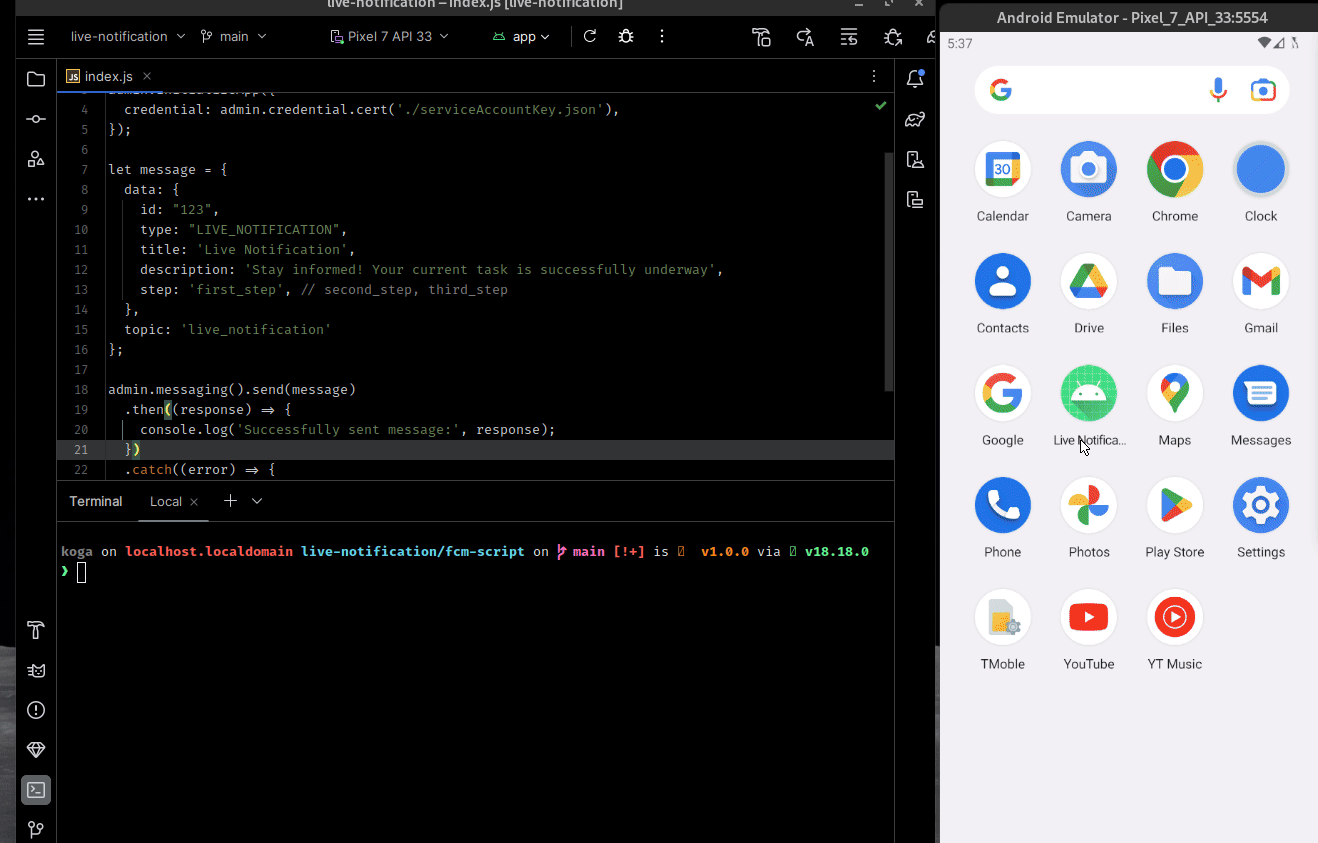 live-notification – index.js [live-notification]
live-notification
main
Pixel 7 API 33
app
JS index.js
4 credential: admin.credential.cert('./serviceAccountKey.json'),
5 });
6
7 let message = {
8 data: {
9 id: "123",
10 type: "LIVE_NOTIFICATION",
11 title: 'Live Notification',
12 description: 'Stay informed! Your current task is successfully underway',
13 step: 'first_step', // second_step, third_step
14 },
15 topic: 'live_notification'
16 };
17
18 admin.messaging().send(message)
19 .then((response) => {
20 console.log('Successfully sent message:', response);
21 })
22 .catch((error) => {
Terminal
Local
koga on localhost.localdomain live-notification/fcm-script on main [!+] is v1.0.0 via v18.18.0
❯
Android Emulator - Pixel_7_API_33:5554
5:37
30
Calendar
Camera
Chrome
Clock
Contacts
Drive
Files
Gmail
Google
Live Notifica...
Maps
Messages
Phone
Photos
Play Store
Settings
TMoble
YouTube
YT Music